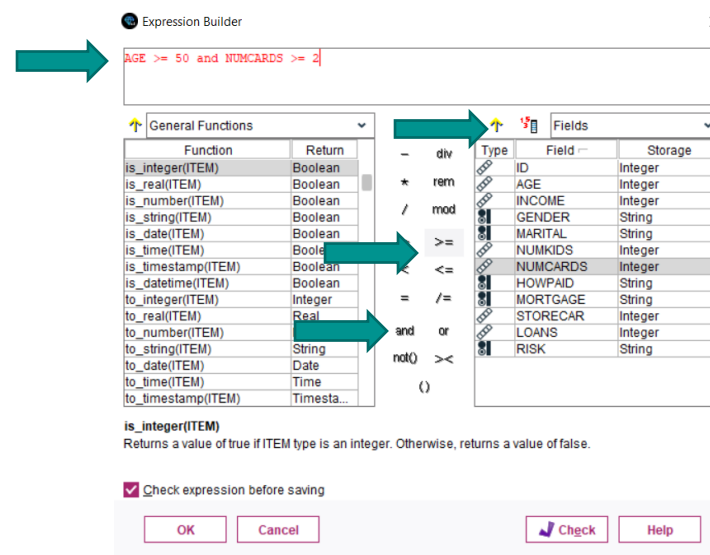 Expression Builder
AGE >= 50 and NUMCARDS >= 2
General Functions
Fields
Function Return
is_integer(ITEM) Boolean
is_real(ITEM) Boolean
is_number(ITEM) Boolean
is_string(ITEM) Boolean
is_date(ITEM) Boolean
is_time(ITEM)
is_timestamp(ITEM) Boolean
is_datetime(ITEM) Boolean
to_integer(ITEM) Integer
to_real(ITEM) Real
to_number(ITEM)
to_string(ITEM) String
to_date(ITEM) Date
to_time(ITEM) Time
to_timestamp(ITEM) Timesta...
– div
* rem
/ mod
>=
< <=
= /=
and or
not() ><
()
Type Field Storage
ID Integer
AGE Integer
INCOME Integer
GENDER String
MARITAL String
NUMKIDS Integer
NUMCARDS Integer
HOWPAID String
MORTGAGE String
STORECAR Integer
LOANS Integer
RISK String
is_integer(ITEM)
Returns a value of true if ITEM type is an integer. Otherwise, returns a value of false.
Check expression before saving
OK Cancel Check Help